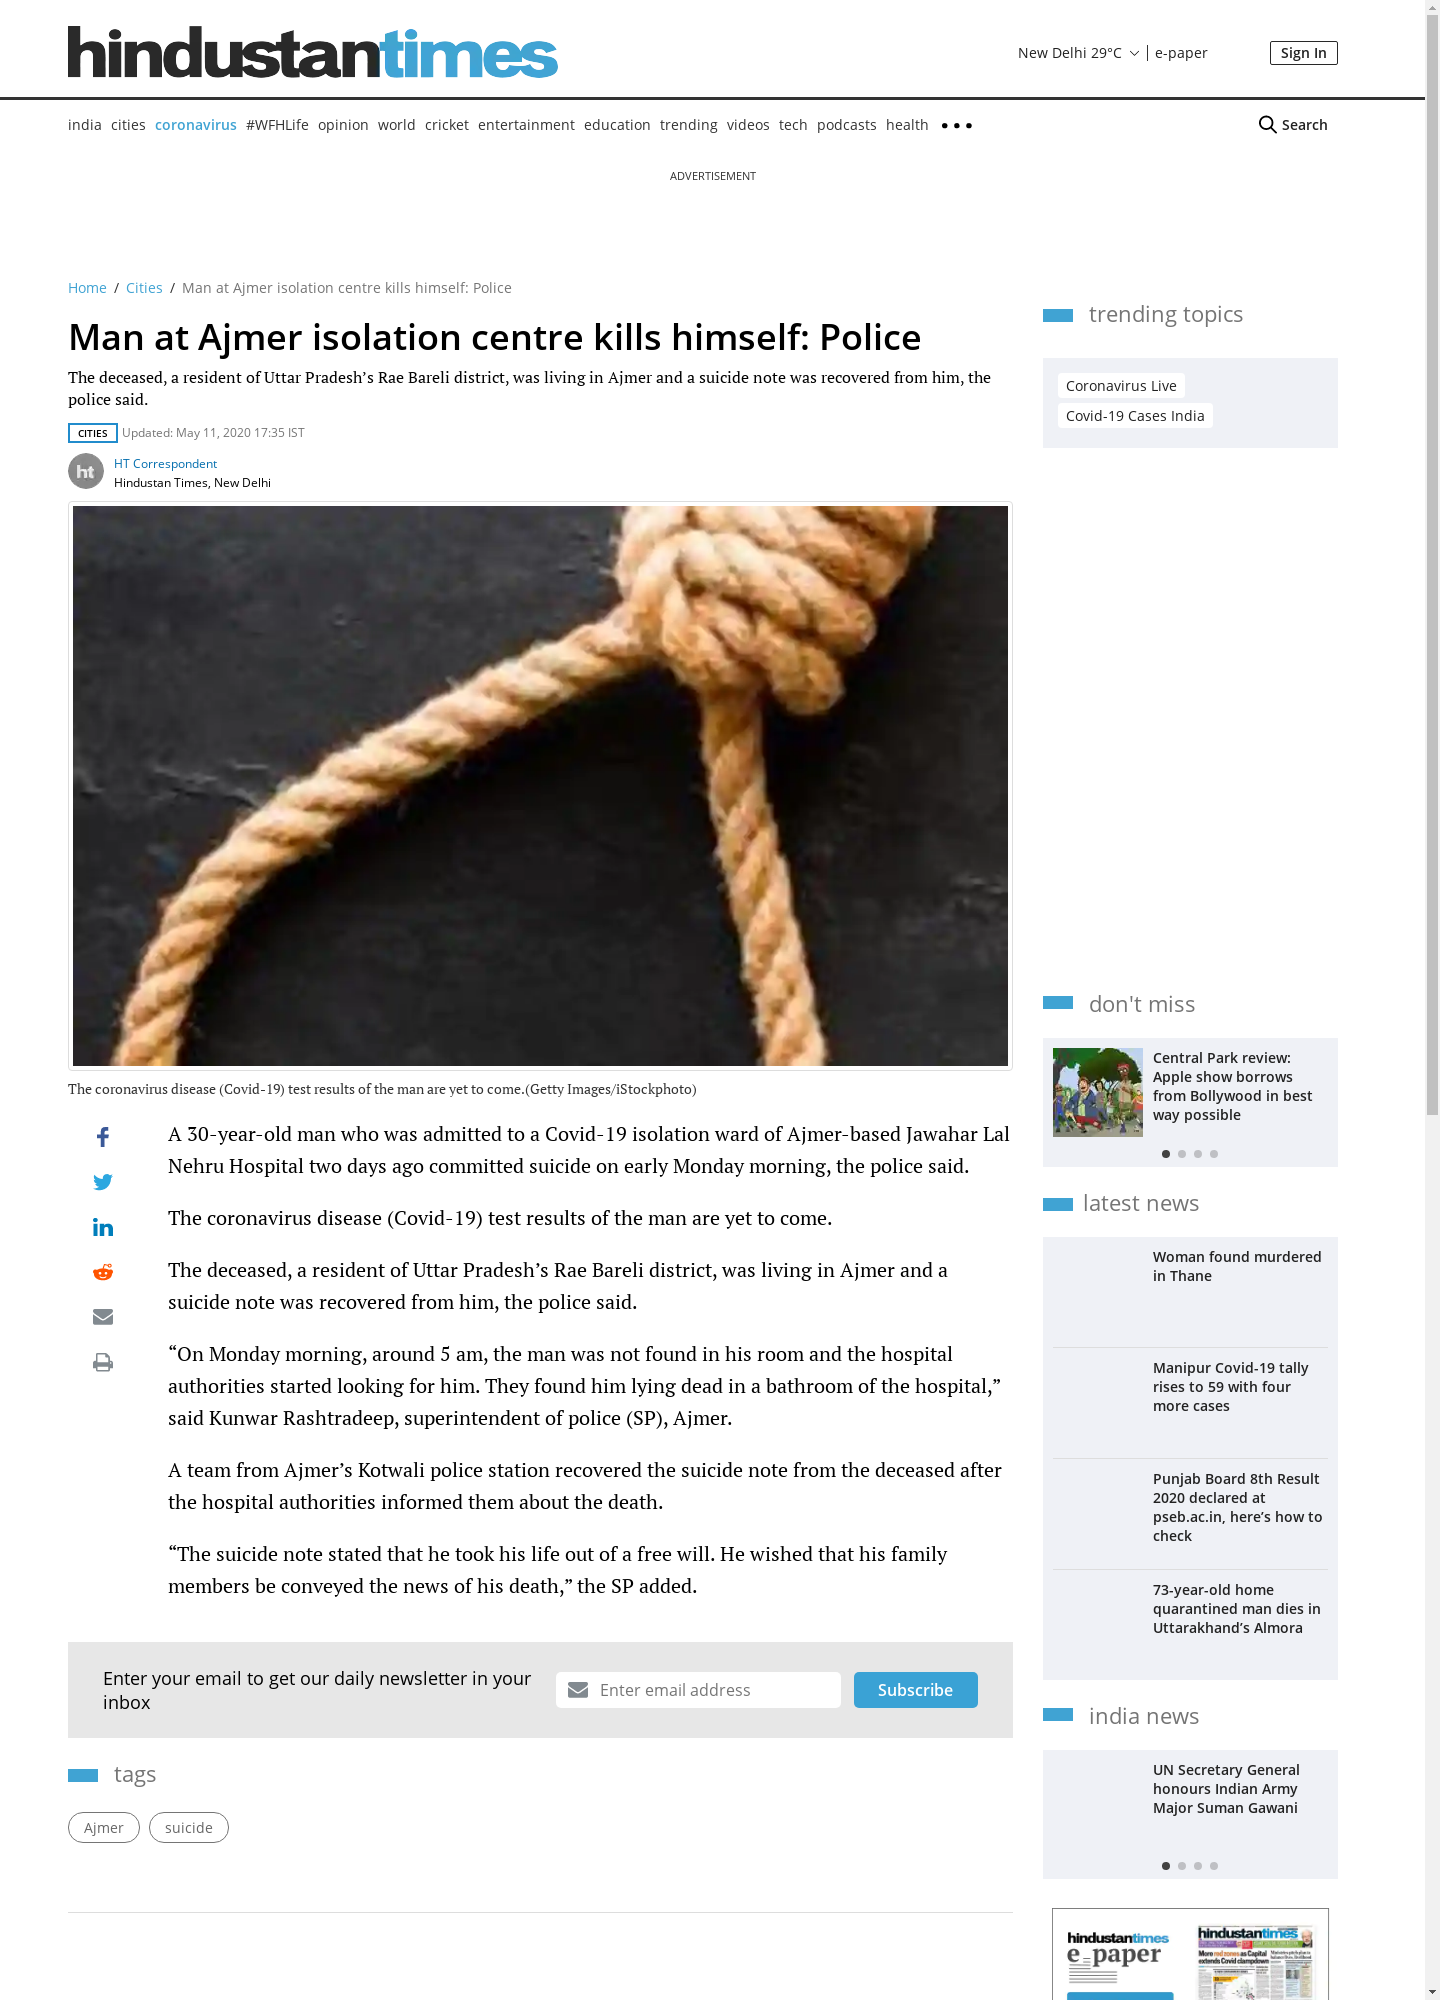 hindustantimes
New Delhi 29°C
e-paper
Sign In
india cities coronavirus #WFHLife opinion world cricket entertainment education trending videos tech podcasts health
Search
ADVERTISEMENT
Home / Cities / Man at Ajmer isolation centre kills himself: Police
Man at Ajmer isolation centre kills himself: Police
The deceased, a resident of Uttar Pradesh’s Rae Bareli district, was living in Ajmer and a suicide note was recovered from him, the
police said.
CITIES Updated: May 11, 2020 17:35 IST
ht
HT Correspondent
Hindustan Times, New Delhi
The coronavirus disease (Covid-19) test results of the man are yet to come.(Getty Images/iStockphoto)
A 30-year-old man who was admitted to a Covid-19 isolation ward of Ajmer-based Jawahar Lal
Nehru Hospital two days ago committed suicide on early Monday morning, the police said.
The coronavirus disease (Covid-19) test results of the man are yet to come.
The deceased, a resident of Uttar Pradesh’s Rae Bareli district, was living in Ajmer and a
suicide note was recovered from him, the police said.
“On Monday morning, around 5 am, the man was not found in his room and the hospital
authorities started looking for him. They found him lying dead in a bathroom of the hospital,”
said Kunwar Rashtradeep, superintendent of police (SP), Ajmer.
A team from Ajmer’s Kotwali police station recovered the suicide note from the deceased after
the hospital authorities informed them about the death.
“The suicide note stated that he took his life out of a free will. He wished that his family
members be conveyed the news of his death,” the SP added.
Enter your email to get our daily newsletter in your
inbox
Enter email address
Subscribe
tags
Ajmer
suicide
trending topics
Coronavirus Live
Covid-19 Cases India
don't miss
Central Park review:
Apple show borrows
from Bollywood in best
way possible
latest news
Woman found murdered
in Thane
Manipur Covid-19 tally
rises to 59 with four
more cases
Punjab Board 8th Result
2020 declared at
pseb.ac.in, here’s how to
check
73-year-old home
quarantined man dies in
Uttarakhand’s Almora
india news
UN Secretary General
honours Indian Army
Major Suman Gawani
hindustantimes
e-paper
hindustantimes
More red zones as Capital
extends Covid clampdown